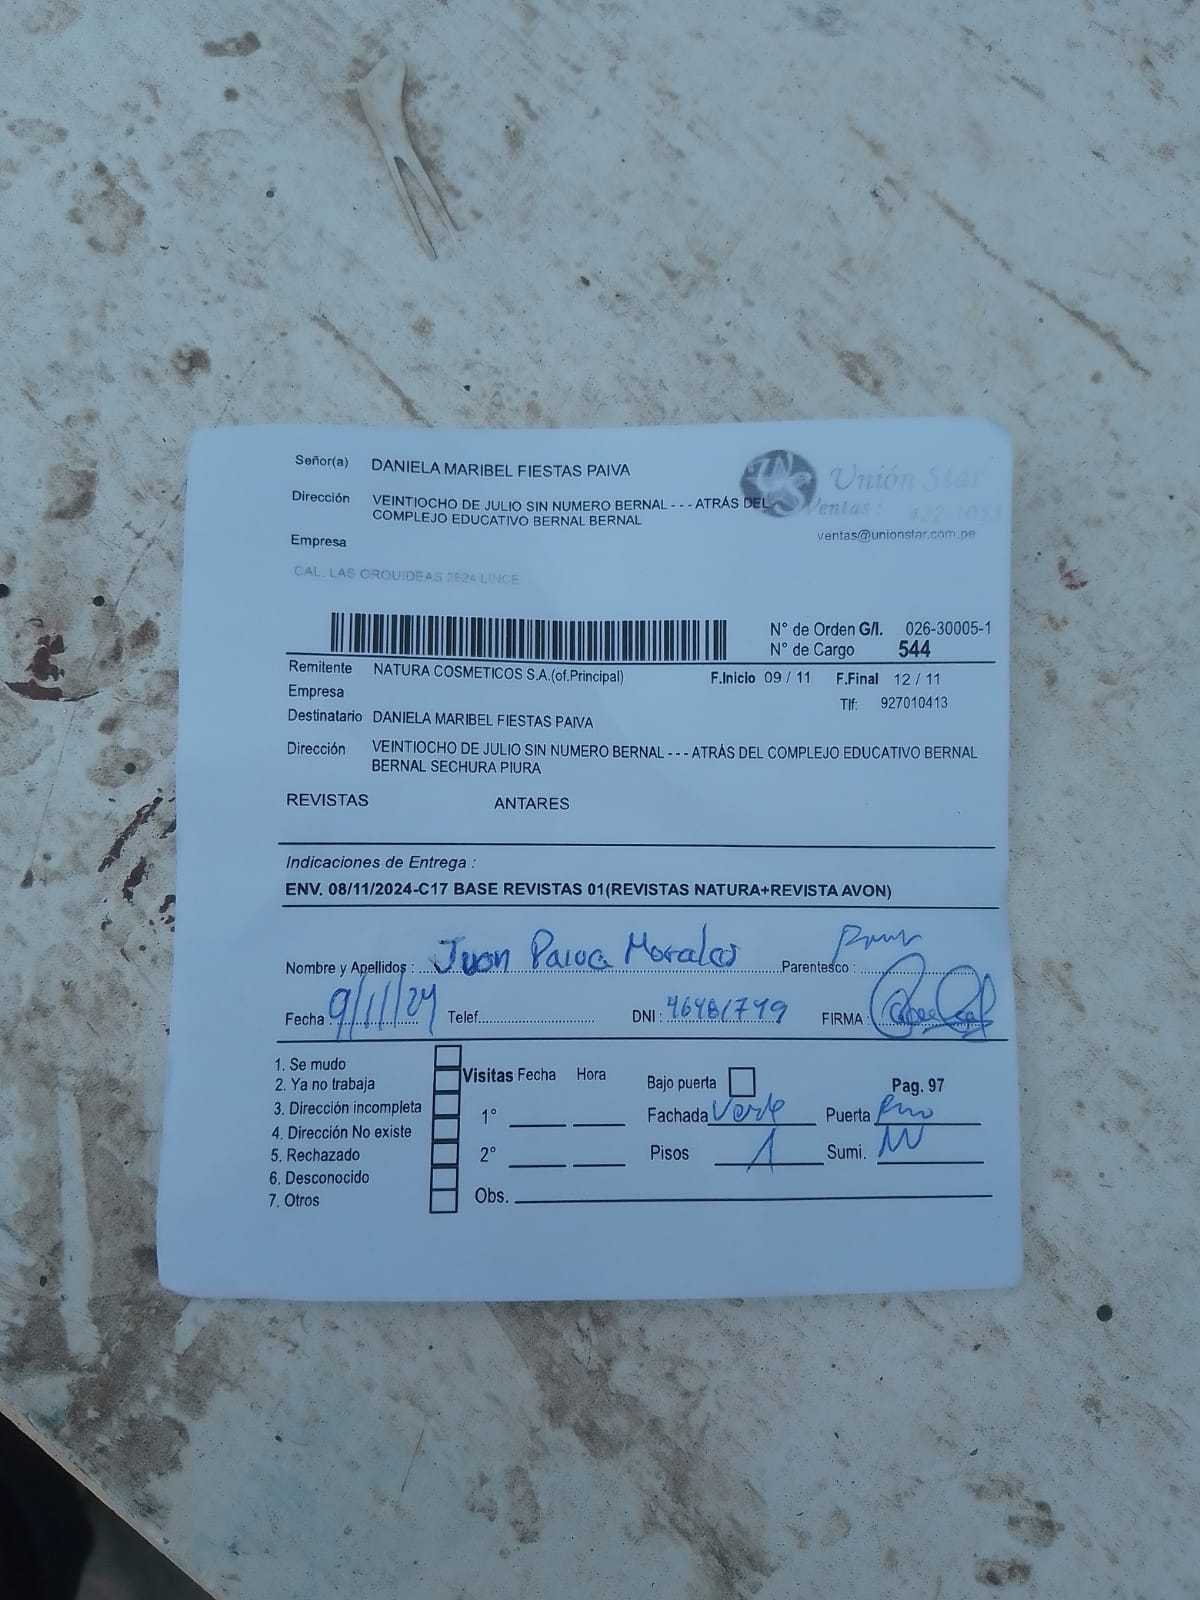 Señor(a) DANIELA MARIBEL FIESTAS PAIVA
Unión Star
Dirección VEINTIOCHO DE JULIO SIN NUMERO BERNAL - - - ATRÁS DEL
COMPLEJO EDUCATIVO BERNAL BERNAL
Ventas:
ventas@unionstar.com.pe
Empresa
CAL. LAS ORQUIDEAS 2624 LINCE
N° de Orden G/I. 026-30005-1
N° de Cargo 544
Remitente NATURA COSMETICOS S.A.(of.Principal) F.Inicio 09 / 11 F.Final 12 / 11
Empresa
Tlf: 927010413
Destinatario DANIELA MARIBEL FIESTAS PAIVA
Dirección VEINTIOCHO DE JULIO SIN NUMERO BERNAL - - - ATRÁS DEL COMPLEJO EDUCATIVO BERNAL
BERNAL SECHURA PIURA
REVISTAS ANTARES
Indicaciones de Entrega :
ENV. 08/11/2024-C17 BASE REVISTAS 01(REVISTAS NATURA+REVISTA AVON)
Nombre y Apellidos : Juan Paiva Morales Parentesco :
Fecha : 9/11/24 Telef. DNI : 46481749 FIRMA :
1. Se mudo
2. Ya no trabaja
3. Dirección incompleta
4. Dirección No existe
5. Rechazado
6. Desconocido
7. Otros
Visitas Fecha Hora
1°
2°
Obs.
Bajo puerta Pag. 97
Fachada Verde Puerta
Pisos 1 Sumi.